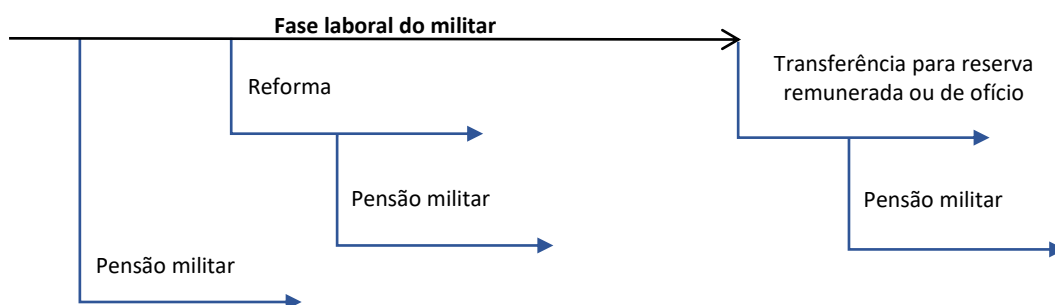 Fase laboral do militar
Transferência para reserva
remunerada ou de ofício
Reforma
Pensão militar
Pensão militar
Pensão militar